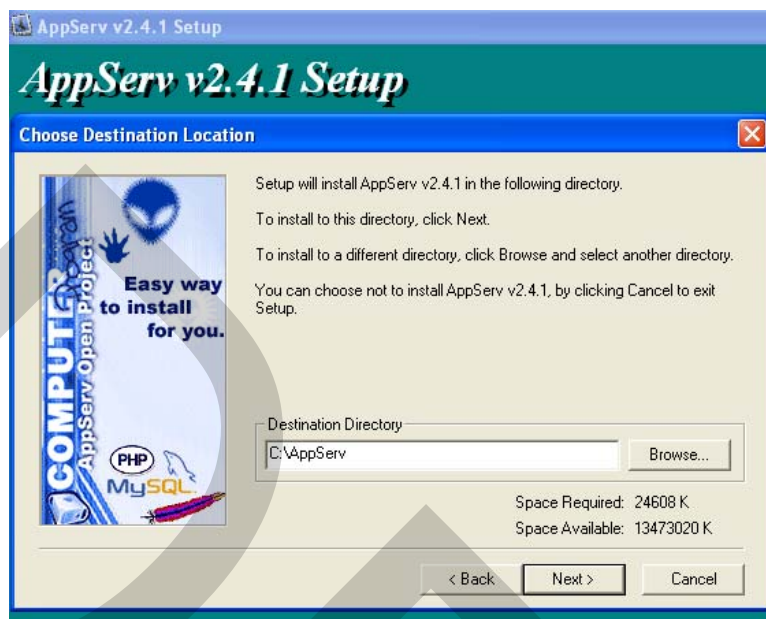 AppServ v2.4.1 Setup
AppServ v2.4.1 Setup
Choose Destination Location
Setup will install AppServ v2.4.1 in the following directory.
To install to this directory, click Next.
To install to a different directory, click Browse and select another directory.
You can choose not to install AppServ v2.4.1, by clicking Cancel to exit
Setup.
COMPUTER
Program
AppServ Open Project
Easy way
to install
for you.
PHP
MySQL
Destination Directory
C:\AppServ
Browse...
Space Required: 24608 K
Space Available: 13473020 K
< Back
Next >
Cancel